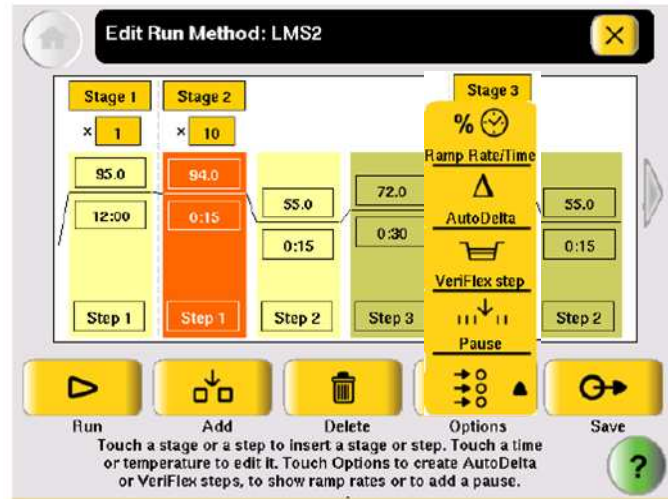 Edit Run Method: LMS2
Stage 1 Stage 2 Stage 3
× 1 × 10
% Ramp Rate/Time
95.0 94.0 55.0 72.0 55.0
12:00 0:15 0:15 0:30 0:15
Δ AutoDelta
VeriFlex step
Step 1 Step 1 Step 2 Step 3 Step 2
Pause
Run Add Delete Options Save
Touch a stage or a step to insert a stage or step. Touch a time
or temperature to edit it. Touch Options to create AutoDelta
or VeriFlex steps, to show ramp rates or to add a pause.
?